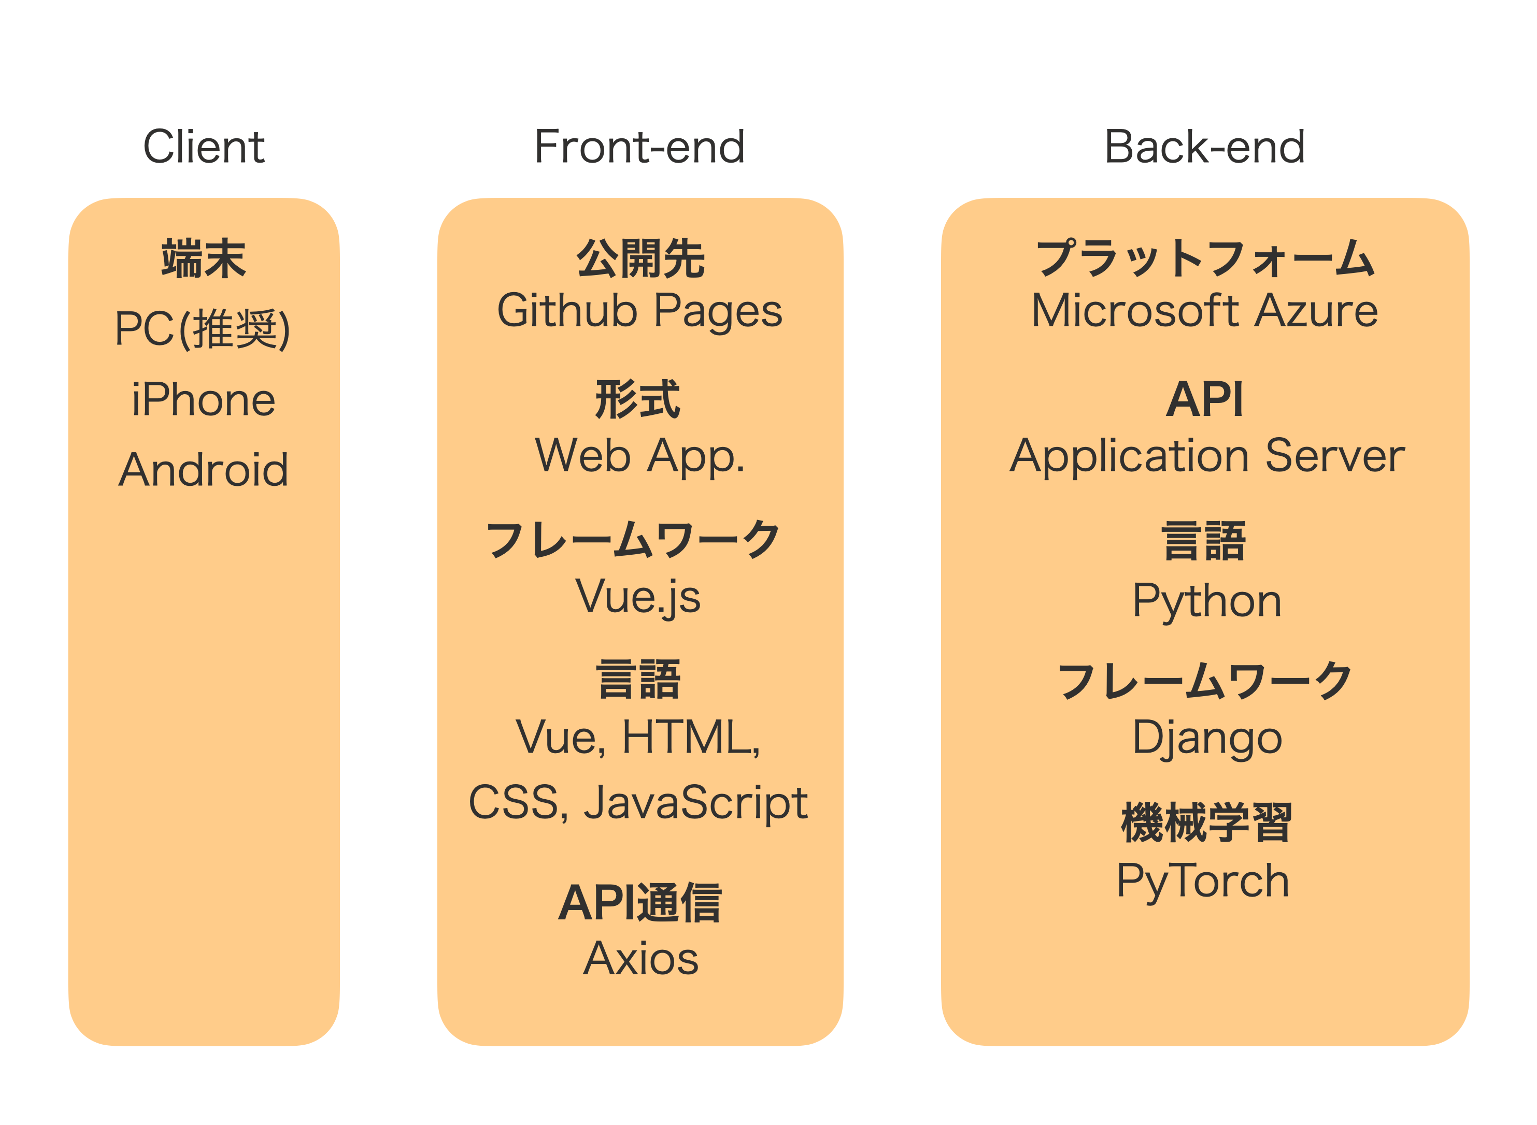 Client
端末
PC(推奨)
iPhone
Android
Front-end
公開先
Github Pages
形式
Web App.
フレームワーク
Vue.js
言語
Vue, HTML,
CSS, JavaScript
API通信
Axios
Back-end
プラットフォーム
Microsoft Azure
API
Application Server
言語
Python
フレームワーク
Django
機械学習
PyTorch